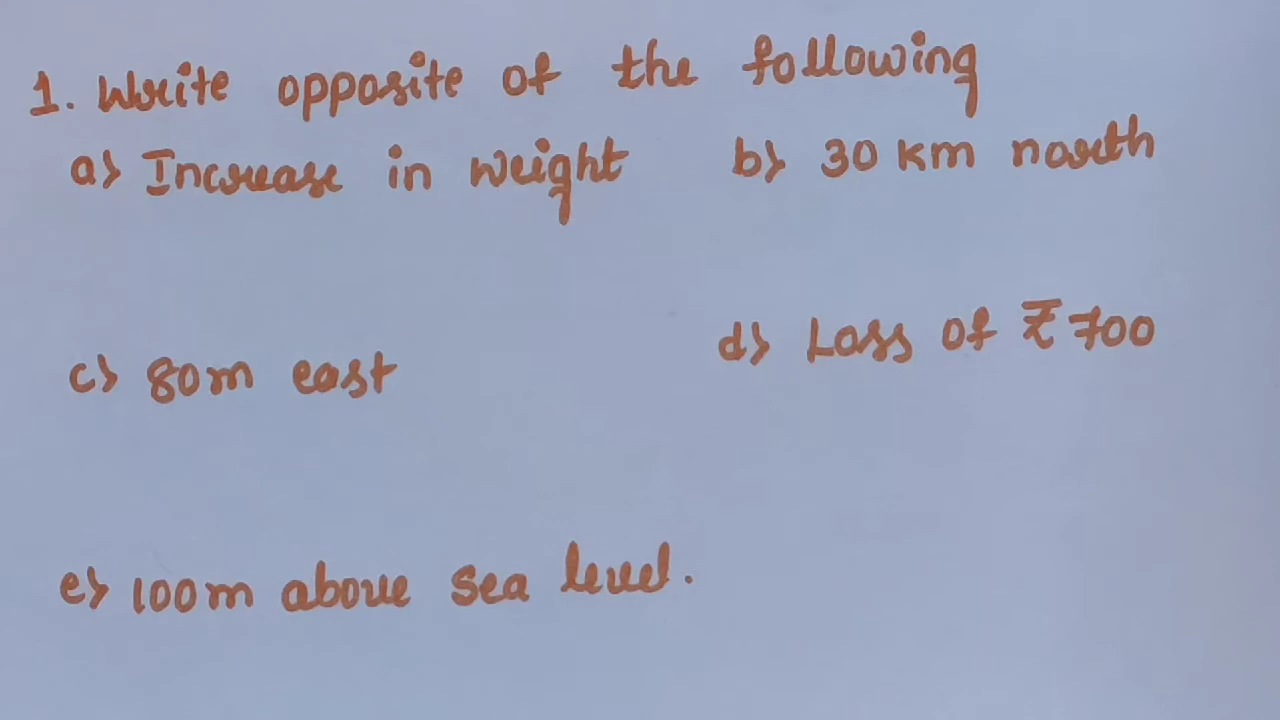 1. Write opposite of the following
a) Increase in weight b) 30 km north
c) 80m east d) Loss of ₹700
e) 100m above sea level.